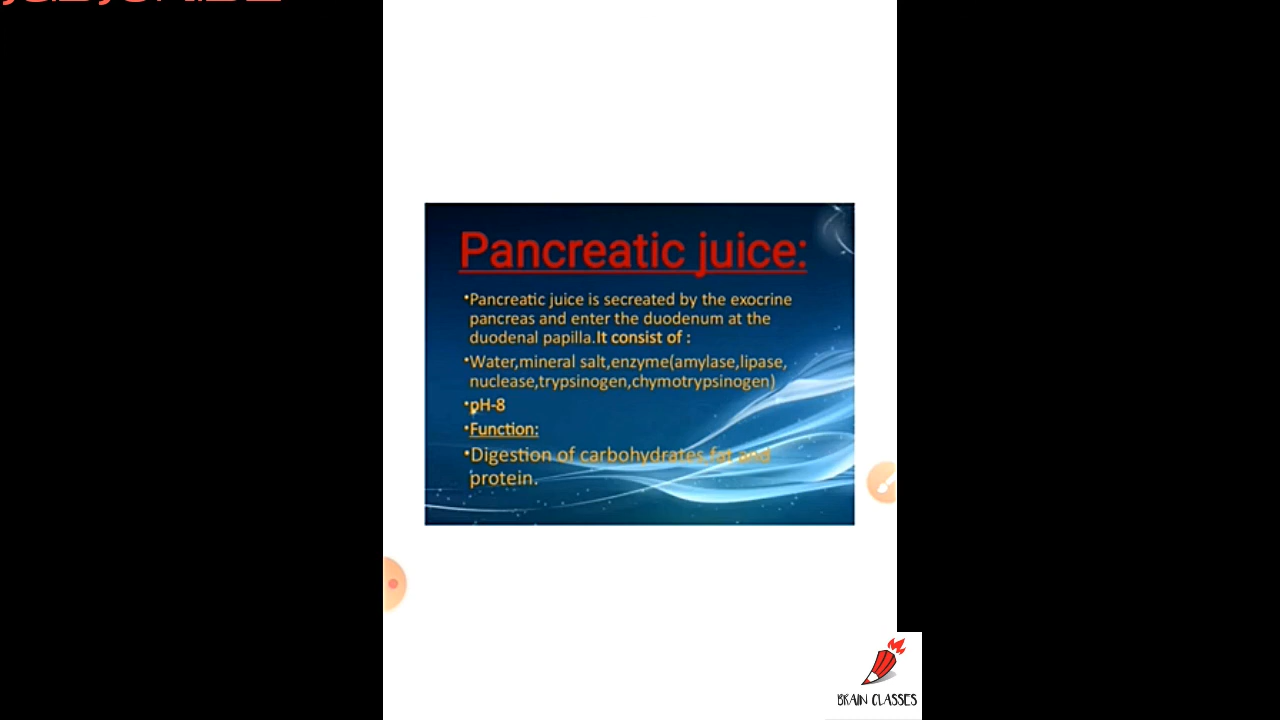 Pancreatic juice:
•Pancreatic juice is secreated by the exocrine
pancreas and enter the duodenum at the
duodenal papilla.It consist of :
•Water,mineral salt,enzyme(amylase,lipase,
nuclease,trypsinogen,chymotrypsinogen)
•pH-8
•Function:
•Digestion of carbohydrates,fat and
protein.
BRAIN CLASSES